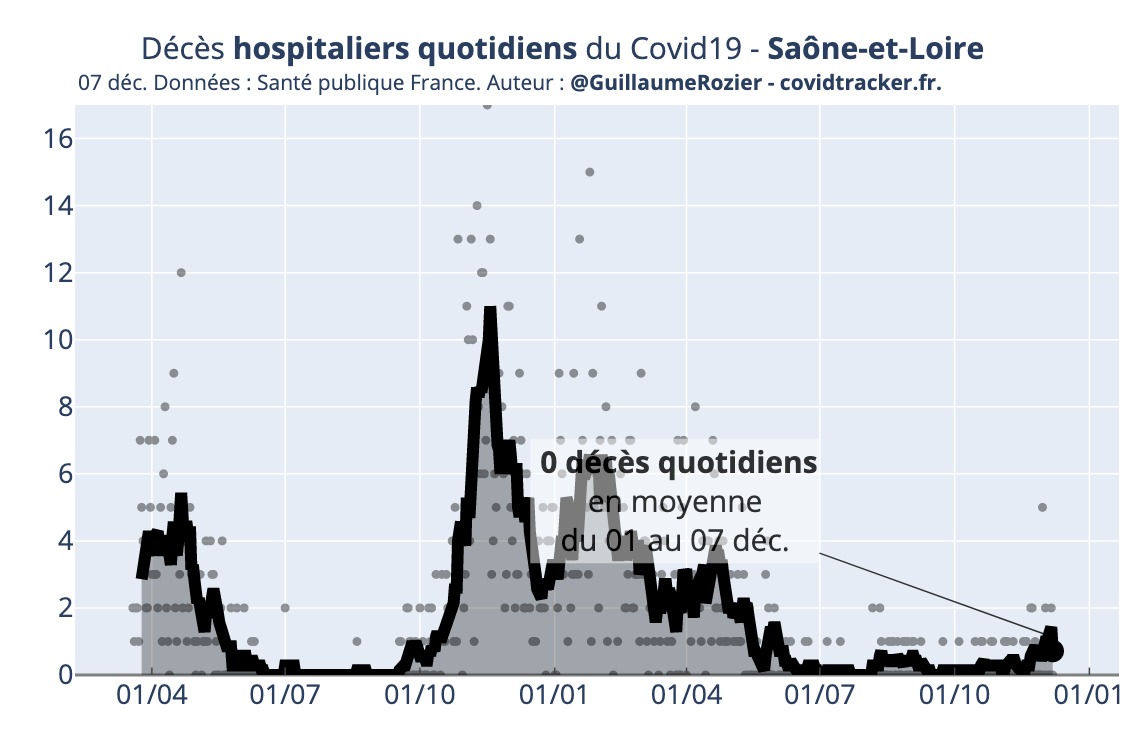 Décès hospitaliers quotidiens du Covid19 - Saône-et-Loire
07 déc. Données : Santé publique France. Auteur : @GuillaumeRozier - covidtracker.fr.
16
14
12
10
8
6
4
2
0
0 décès quotidiens
en moyenne
du 01 au 07 déc.
01/04 01/07 01/10 01/01 01/04 01/07 01/10 01/01